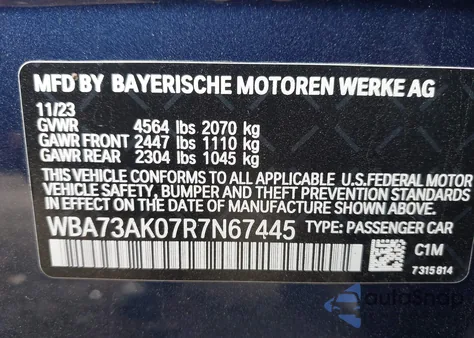 MFD BY BAYERISCHE MOTOREN WERKE AG
11/23
GVWR 4564 lbs 2070 kg
GAWR FRONT 2447 lbs 1110 kg
GAWR REAR 2304 lbs 1045 kg
THIS VEHICLE CONFORMS TO ALL APPLICABLE U.S.FEDERAL MOTOR
VEHICLE SAFETY, BUMPER AND THEFT PREVENTION STANDARDS
IN EFFECT ON THE DATE OF MANUFACTURE SHOWN ABOVE.
WBA73AK07R7N67445 TYPE: PASSENGER CAR
C1M
7315814
autoSnap